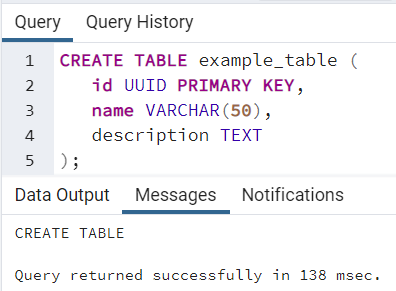 Query Query History
1 CREATE TABLE example_table (
2 id UUID PRIMARY KEY,
3 name VARCHAR(50),
4 description TEXT
5 );
Data Output Messages Notifications
CREATE TABLE
Query returned successfully in 138 msec.